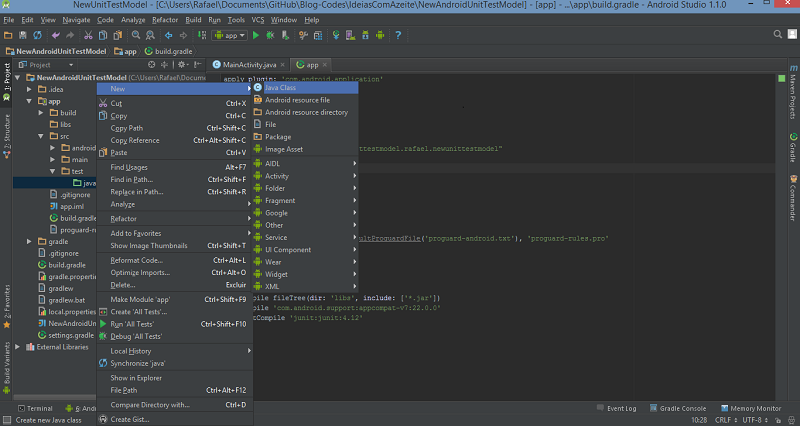 NewUnitTestModel - [C:\Users\Rafael\Documents\GitHub\Blog-Codes\IdeiasComAzeite\NewAndroidUnitTestModel] - [app] - ...\app\build.gradle - Android Studio 1.1.0
File Edit View Navigate Code Analyze Refactor Build Run Tools VCS Window Help
app
NewAndroidUnitTestModel app build.gradle
Project
MainActivity.java app
1: Project
2: Structure
2: Favorites
Build Variants
NewAndroidUnitTestModel (C:\Users\Rafael\Docu
.idea
app
build
libs
src
android
main
test
java
.gitignore
app.iml
build.gradle
proguard-ru
gradle
.gitignore
build.gradle
gradle.properties
gradlew
gradlew.bat
local.properties
NewAndroid
settings.gradle
External Libraries
New
Cut Ctrl+X
Copy Ctrl+C
Copy Path Ctrl+Shift+C
Copy Reference Ctrl+Alt+Shift+C
Paste Ctrl+V
Find Usages Alt+F7
Find in Path... Ctrl+Shift+F
Replace in Path... Ctrl+Shift+R
Analyze
Refactor
Add to Favorites
Show Image Thumbnails Ctrl+Shift+T
Reformat Code... Ctrl+Alt+L
Optimize Imports... Ctrl+Alt+O
Delete... Excluir
Make Module 'app' Ctrl+Shift+F9
Create 'All Tests'...
Run 'All Tests' Ctrl+Shift+F10
Debug 'All Tests'
Local History
Synchronize 'java'
Show in Explorer
File Path Ctrl+Alt+F12
Compare Directory with... Ctrl+D
Create Gist...
Java Class
Android resource file
Android resource directory
File
Package
Image Asset
AIDL
Activity
Folder
Fragment
Google
Other
Service
UI Component
Wear
Widget
XML
apply plugin: 'com.android.application'
ttestmodel.rafael.newunittestmodel"
ultProguardFile('proguard-android.txt'), 'proguard-rules.pro'
pile fileTree(dir: 'libs', include: ['*.jar'])
pile 'com.android.support:appcompat-v7:22.0.0'
tCompile 'junit:junit:4.12'
Maven Projects
Gradle
Commander
Terminal 6: Andr
Event Log Gradle Console Memory Monitor
Create new Java class
10:28 CRLF UTF-8